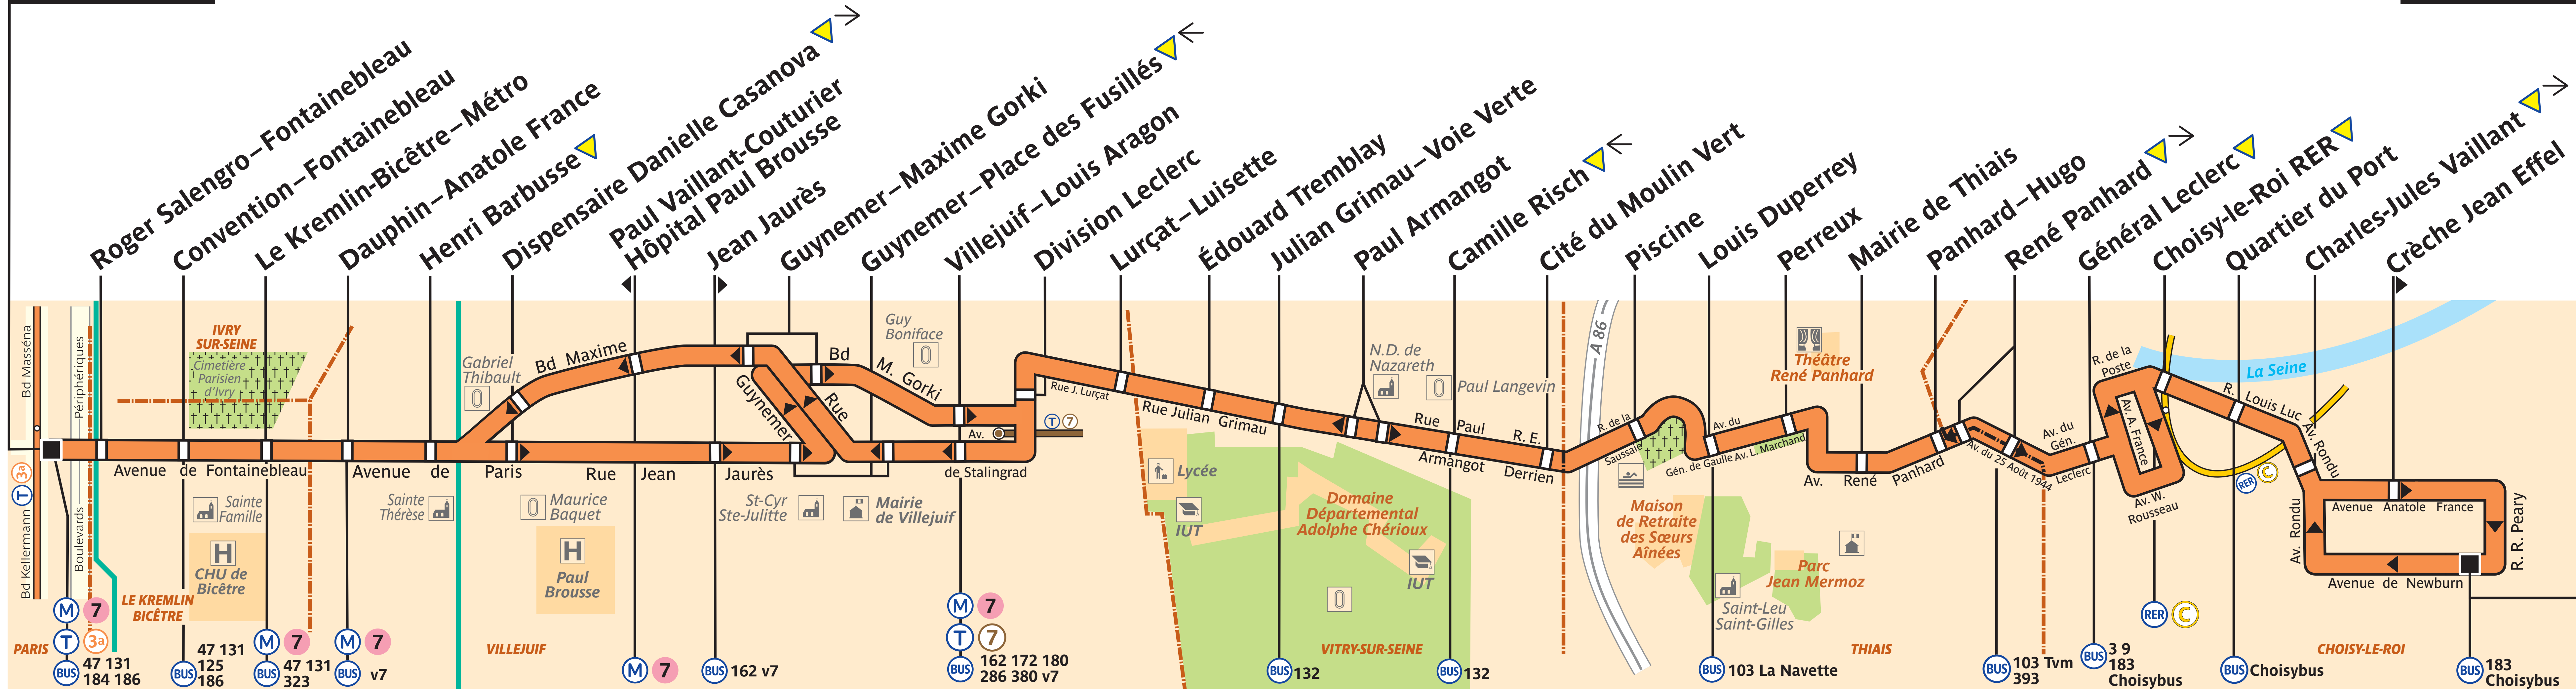 Roger Salengro–Fontainebleau
Convention–Fontainebleau
Le Kremlin-Bicêtre–Métro
Dauphin–Anatole France
Henri Barbusse
Dispensaire Danielle Casanova
Paul Vaillant-Couturier
Hôpital Paul Brousse
Jean Jaurès
Guynemer–Maxime Gorki
Guynemer–Place des Fusillés
Villejuif–Louis Aragon
Division Leclerc
Lurçat–Luisette
Édouard Tremblay
Julian Grimau–Voie Verte
Paul Armangot
Camille Risch
Cité du Moulin Vert
Piscine
Louis Duperrey
Perreux
Mairie de Thiais
Panhard–Hugo
René Panhard
Général Leclerc
Choisy-le-Roi RER
Quartier du Port
Charles-Jules Vaillant
Crèche Jean Eiffel
Bd Masséna
Bd Kellermann
Périphériques
Boulevards
IVRY
SUR-SEINE
Cimetière
Parisien
d'Ivry
Gabriel
Thibault
Bd Maxime
Guynemer
Rue
Bd
M. Gorki
Guy
Boniface
Avenue de Fontainebleau
Avenue de
Paris
Rue Jean
Jaurès
Av.
de Stalingrad
T 7
Rue J. Lurçat
Rue Julian Grimau
N.D. de
Nazareth
Paul Langevin
Rue Paul
Armangot
R. E.
Derrien
A 86
R. de la
Saussaie
Av. du
Gén. de Gaulle
Av. L. Marchand
Théâtre
René Panhard
Av. René Panhard
Av. du 25 Août 1944
Av. du
Gén.
Leclerc
R. de la
Poste
Av. A. France
Av. W.
Rousseau
La Seine
R. Louis Luc
Av. Rondu
RER C
Av. Rondu
Avenue Anatole France
R. R. Peary
Avenue de Newburn
Sainte
Famille
Sainte
Thérèse
Maurice
Baquet
St-Cyr
Ste-Julitte
Mairie
de Villejuif
Lycée
IUT
Domaine
Départemental
Adolphe Chérioux
IUT
Maison
de Retraite
des Sœurs
Aînées
Parc
Jean Mermoz
Saint-Leu
Saint-Gilles
H
CHU de
Bicêtre
H
Paul
Brousse
LE KREMLIN
BICÊTRE
PARIS
VILLEJUIF
VITRY-SUR-SEINE
THIAIS
CHOISY-LE-ROI
T 3a
M 7
T 3a
BUS 47 131
184 186
BUS 47 131
125
186
M 7
BUS 47 131
323
M 7
BUS v7
M 7
BUS 162 v7
M 7
T 7
BUS 162 172 180
286 380 v7
BUS 132
BUS 132
BUS 103 La Navette
BUS 103 Tvm
393
BUS 3 9
183
Choisybus
RER C
BUS Choisybus
BUS 183
Choisybus